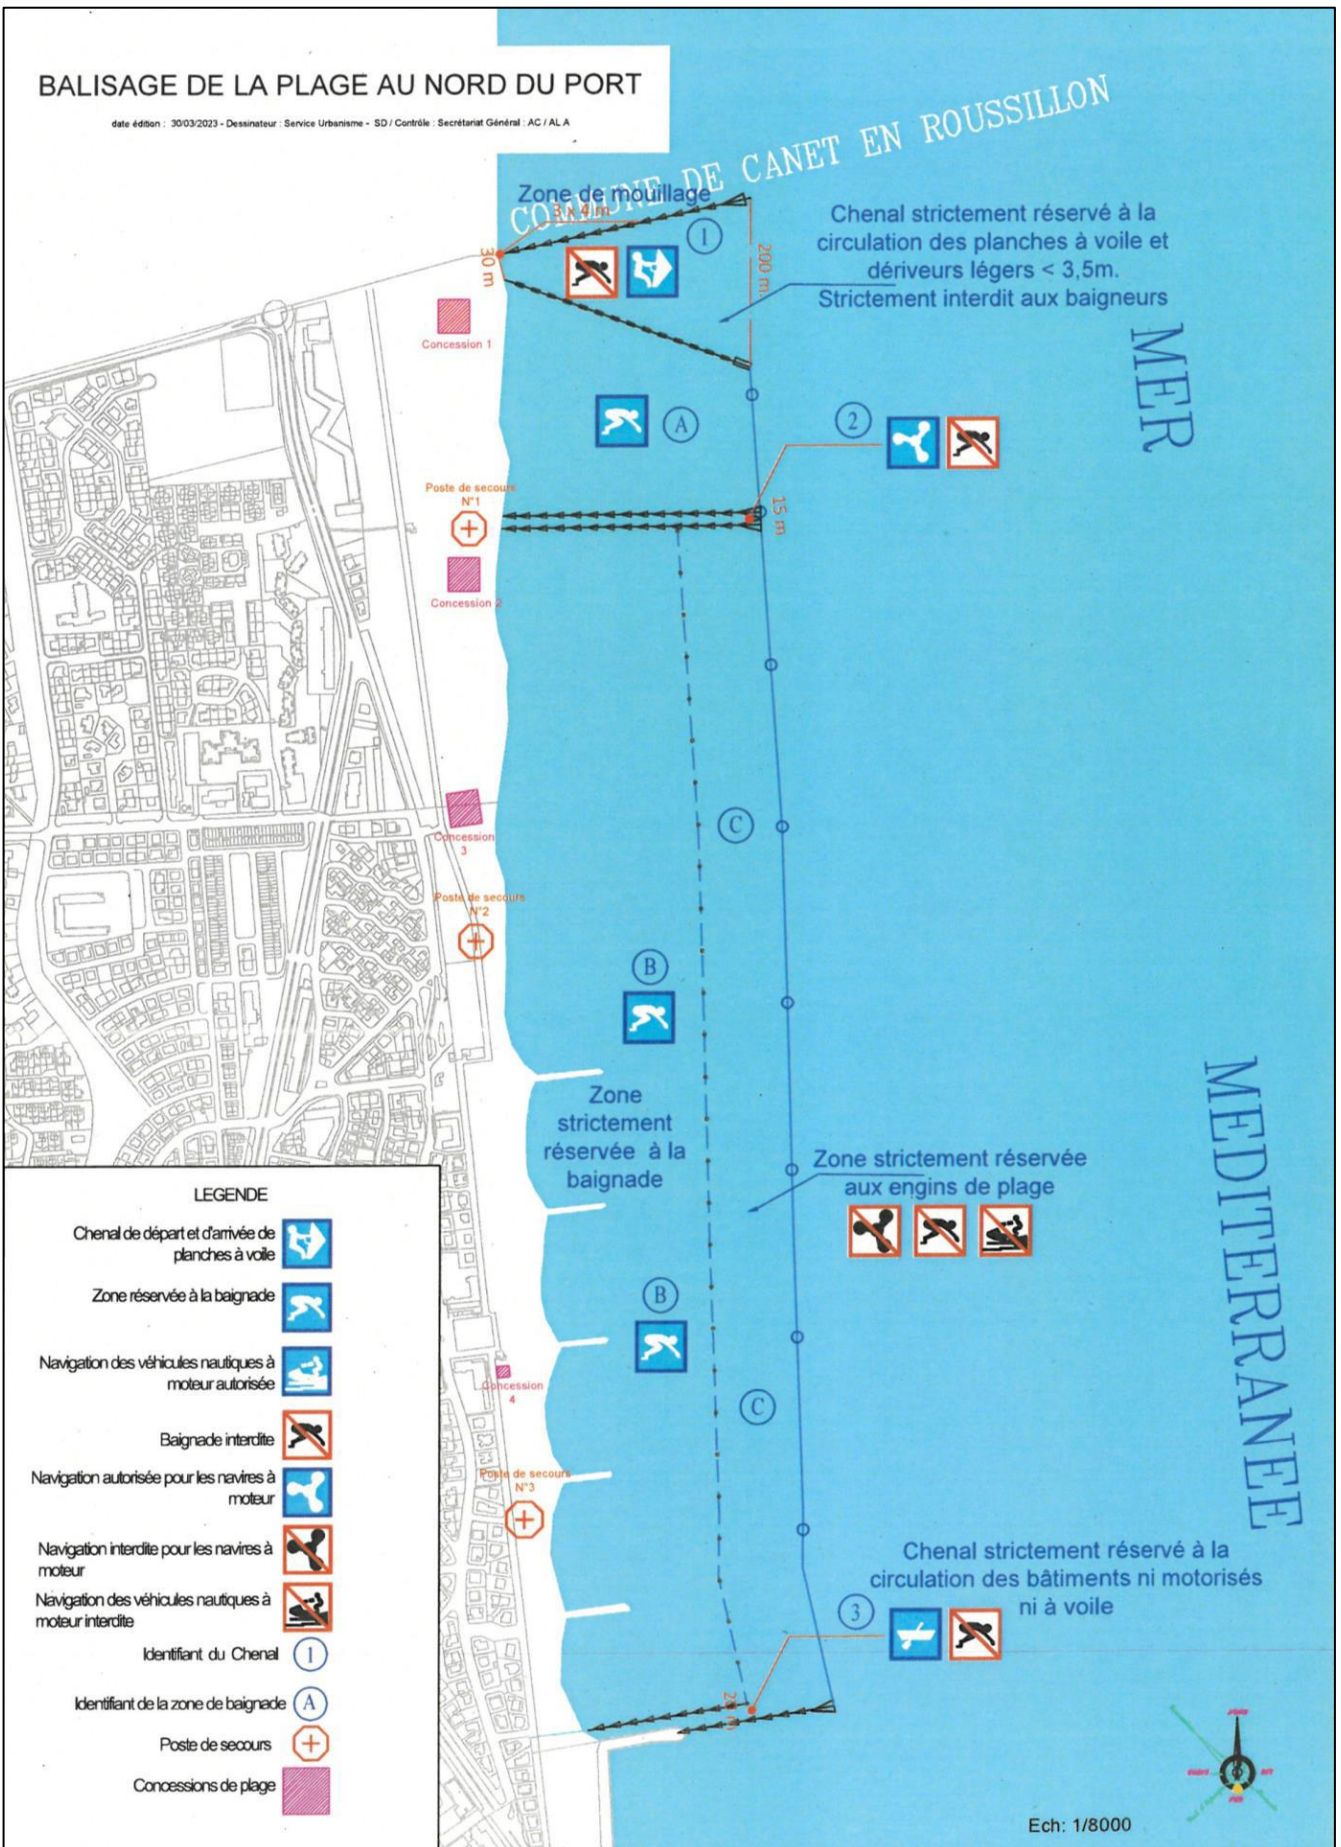 BALISAGE DE LA PLAGE AU NORD DU PORT
date édition : 30/03/2023 - Dessinateur : Service Urbanisme - SD / Contrôle : Secrétariat Général : AC / AL A
COMMUNE DE CANET EN ROUSSILLON
Zone de mouillage
3 x 4 m
1
30 m
200 m
Chenal strictement réservé à la
circulation des planches à voile et
dériveurs légers < 3,5m.
Strictement interdit aux baigneurs
MER
Concession 1
A
2
Poste de secours
N°1
15 m
Concession 2
C
Concession
3
Poste de secours
N°2
B
Zone
strictement
réservée à la
baignade
Zone strictement réservée
aux engins de plage
MEDITERRANEE
B
Concession
4
C
Poste de secours
N°3
Chenal strictement réservé à la
circulation des bâtiments ni motorisés
ni à voile
3
LEGENDE
Chenal de départ et d'arrivée de
planches à voile
Zone réservée à la baignade
Navigation des véhicules nautiques à
moteur autorisée
Baignade interdite
Navigation autorisée pour les navires à
moteur
Navigation interdite pour les navires à
moteur
Navigation des véhicules nautiques à
moteur interdite
Identifiant du Chenal
1
Identifiant de la zone de baignade
A
Poste de secours
Concessions de plage
Ech: 1/8000